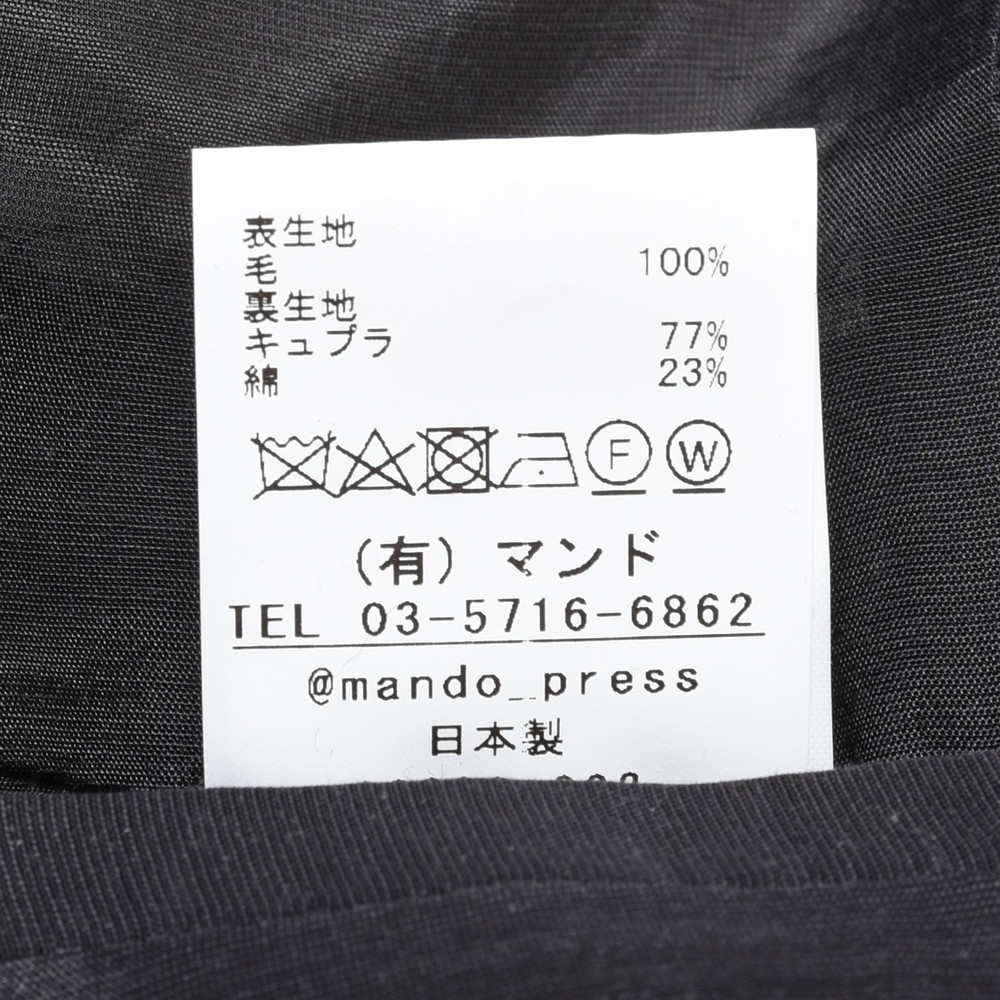 表生地
毛 100%
裏生地
キュプラ 77%
綿 23%
F W
(有) マンド
TEL 03-5716-6862
@mando_press
日本製